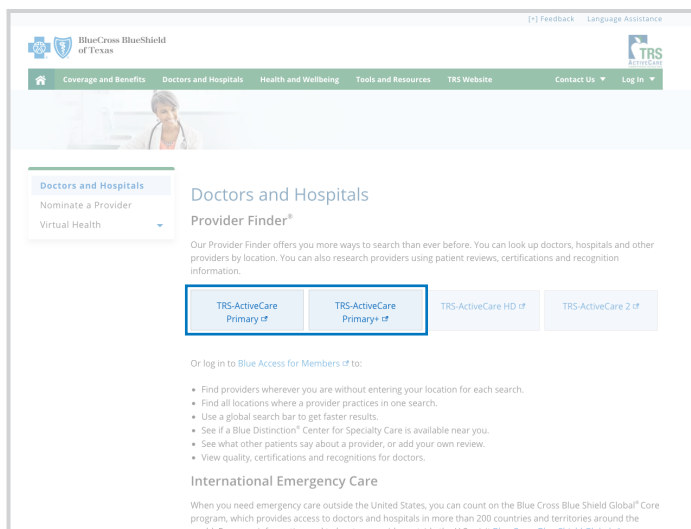 [+] Feedback Language Assistance
BlueCross BlueShield
of Texas
TRS
ACTIVECARE
Coverage and Benefits Doctors and Hospitals Health and Wellbeing Tools and Resources TRS Website Contact Us Log In
Doctors and Hospitals
Nominate a Provider
Virtual Health
Doctors and Hospitals
Provider Finder®
Our Provider Finder offers you more ways to search than ever before. You can look up doctors, hospitals and other
providers by location. You can also research providers using patient reviews, certifications and recognition
information.
TRS-ActiveCare
Primary
TRS-ActiveCare
Primary+
TRS-ActiveCare HD
TRS-ActiveCare 2
Or log in to Blue Access for Members to:
• Find providers wherever you are without entering your location for each search.
• Find all locations where a provider practices in one search.
• Use a global search bar to get faster results.
• See if a Blue Distinction® Center for Specialty Care is available near you.
• See what other patients say about a provider, or add your own review.
• View quality, certifications and recognitions for doctors.
International Emergency Care
When you need emergency care outside the United States, you can count on the Blue Cross Blue Shield Global® Core
program, which provides access to doctors and hospitals in more than 200 countries and territories around the